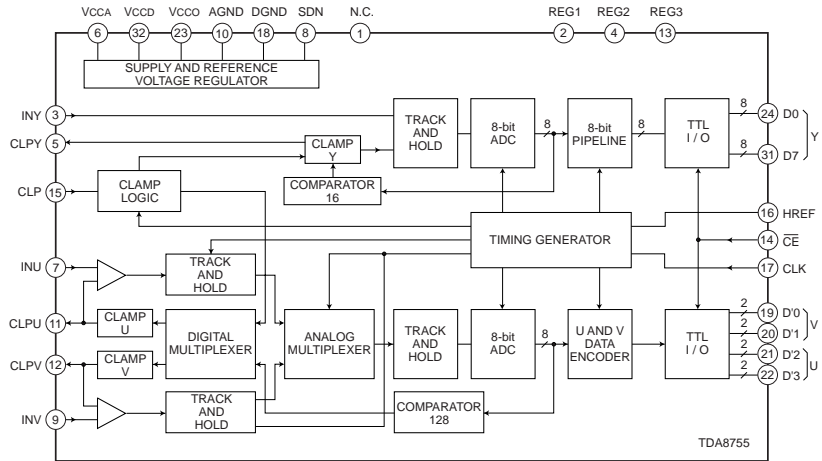 VCCA VCCD VCCO AGND DGND SDN N.C. REG1 REG2 REG3
6 32 23 10 18 8 1 2 4 13
SUPPLY AND REFERENCE
VOLTAGE REGULATOR
INY 3
CLPY 5
CLP 15
CLAMP
LOGIC
CLAMP
Y
COMPARATOR
16
TRACK
AND
HOLD
8-bit
ADC
8
8-bit
PIPELINE
8
TTL
I / O
8
24 D0
8
31 D7
Y
16 HREF
14 CE
17 CLK
TIMING GENERATOR
INU 7
TRACK
AND
HOLD
CLPU 11
CLAMP
U
CLPV 12
CLAMP
V
DIGITAL
MULTIPLEXER
INV 9
TRACK
AND
HOLD
ANALOG
MULTIPLEXER
TRACK
AND
HOLD
8-bit
ADC
8
COMPARATOR
128
U AND V
DATA
ENCODER
TTL
I / O
2
19 D'0
2
20 D'1
V
2
21 D'2
2
22 D'3
U
TDA8755